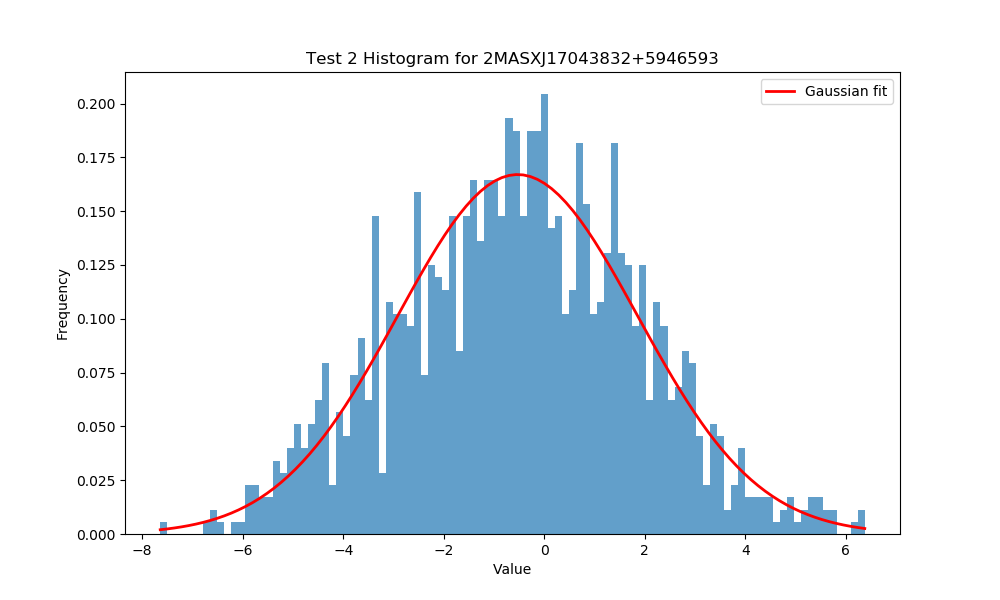 Test 2 Histogram for 2MASXJ17043832+5946593
Gaussian fit
0.200
0.175
0.150
0.125
0.100
0.075
0.050
0.025
0.000
Frequency
−8 −6 −4 −2 0 2 4 6
Value